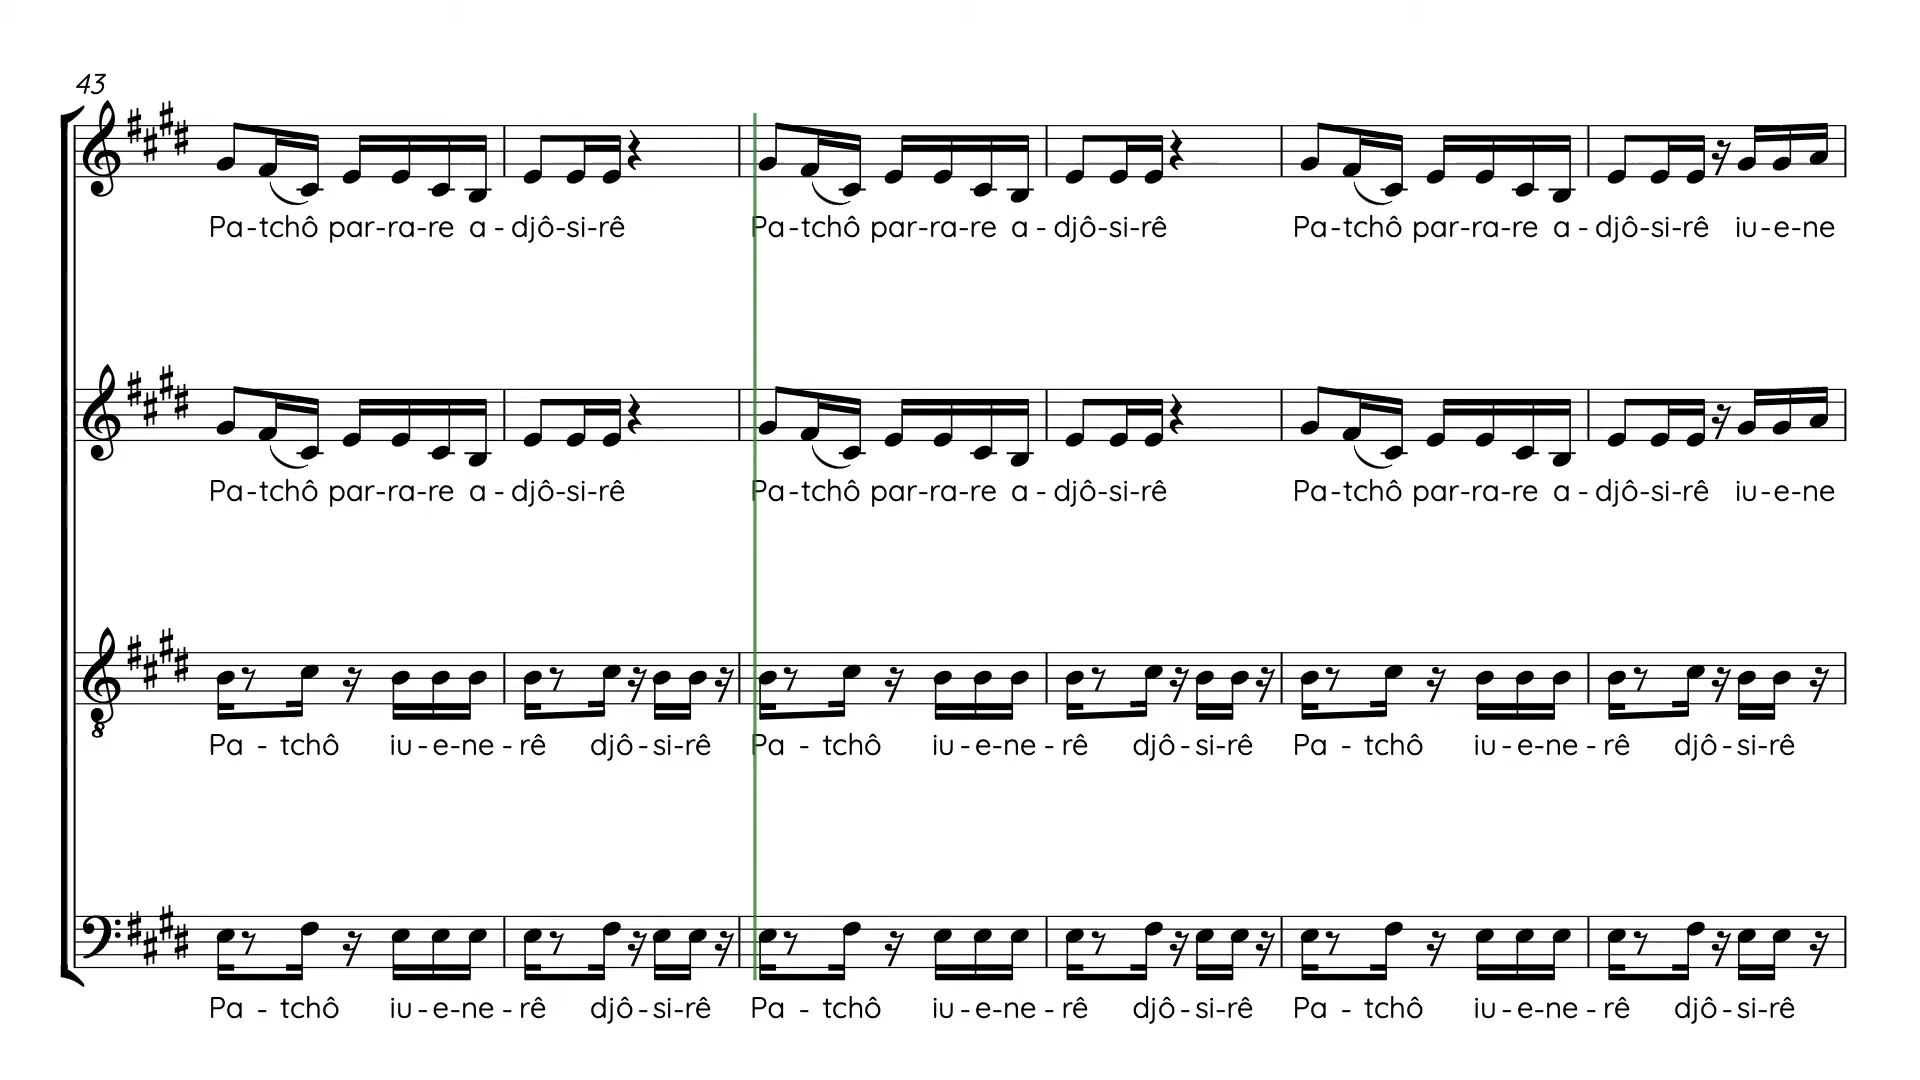 43
Pa-tchô par-ra-re a-djô-si-rê Pa-tchô par-ra-re a-djô-si-rê Pa-tchô par-ra-re a-djô-si-rê iu-e-ne
Pa-tchô par-ra-re a-djô-si-rê Pa-tchô par-ra-re a-djô-si-rê Pa-tchô par-ra-re a-djô-si-rê iu-e-ne
8
Pa - tchô iu-e-ne-rê djô-si-rê Pa - tchô iu-e-ne-rê djô-si-rê Pa - tchô iu-e-ne-rê djô-si-rê
Pa - tchô iu-e-ne-rê djô-si-rê Pa - tchô iu-e-ne-rê djô-si-rê Pa - tchô iu-e-ne-rê djô-si-rê